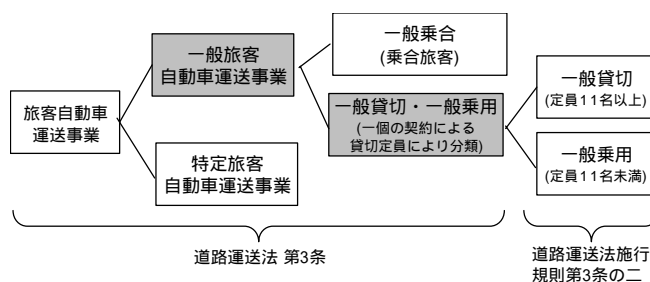 旅客自動車
運送事業
一般旅客
自動車運送事業
特定旅客
自動車運送事業
一般乗合
(乗合旅客)
一般貸切・一般乗用
(一個の契約による
貸切定員により分類)
一般貸切
(定員11名以上)
一般乗用
(定員11名未満)
道路運送法 第3条
道路運送法施行
規則第3条の二